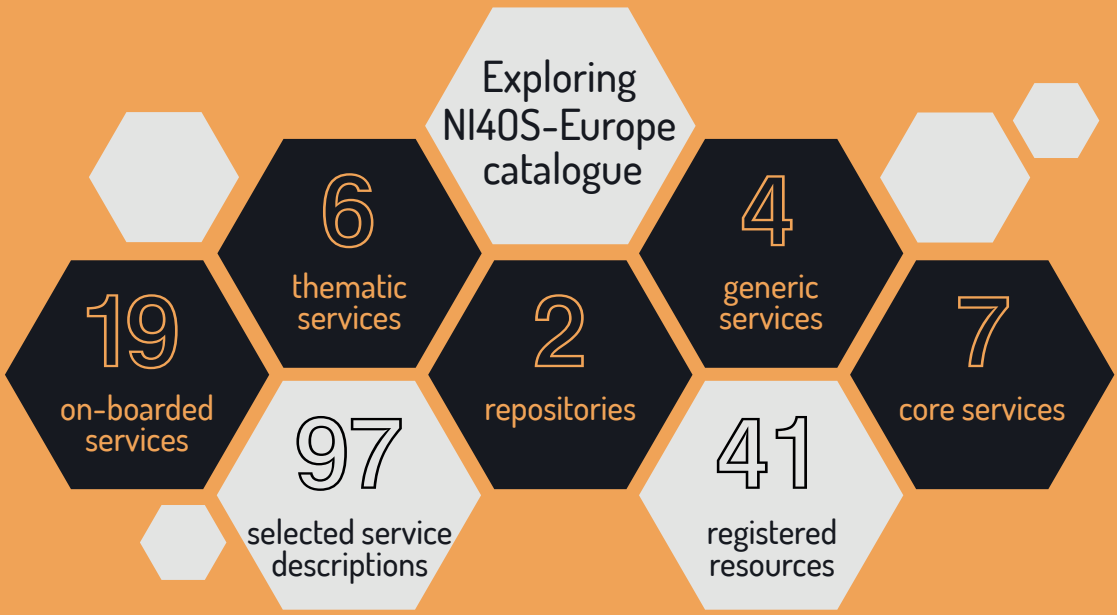 Exploring
NI4OS-Europe
catalogue
6
thematic
services
4
generic
services
19
on-boarded
services
2
repositories
7
core services
97
selected service
descriptions
41
registered
resources